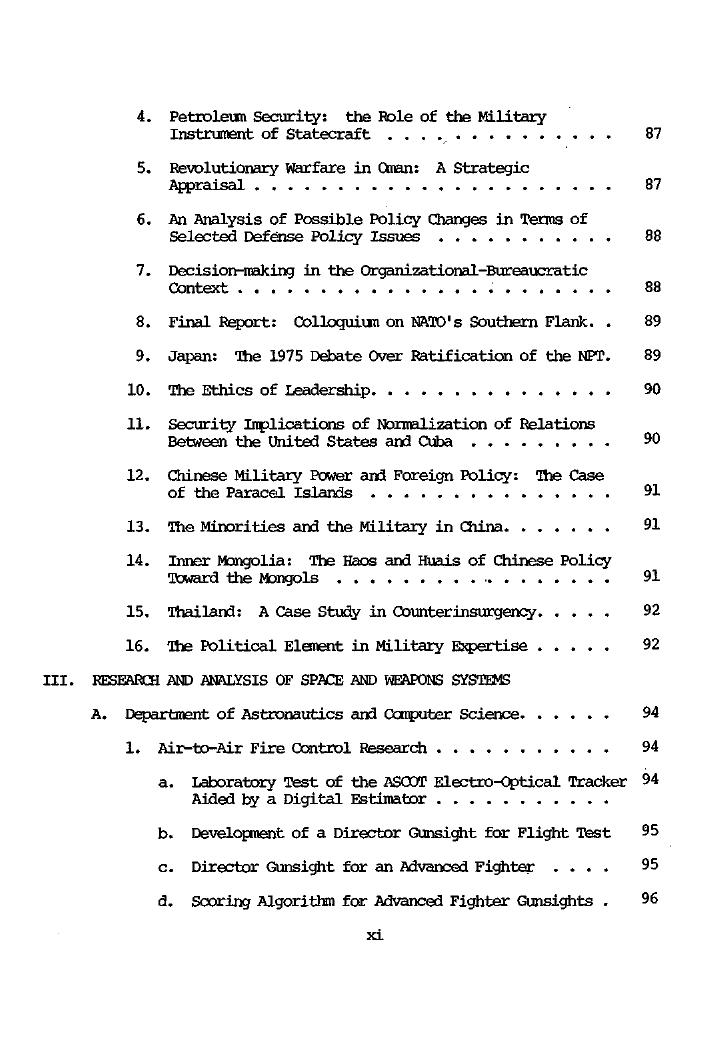 4. Petroleum Security: the Role of the Military
Instrument of Statecraft . . . . . . . . . . . . . . 87
5. Revolutionary Warfare in Oman: A Strategic
Appraisal . . . . . . . . . . . . . . . . . . . . . . 87
6. An Analysis of Possible Policy Changes in Terms of
Selected Defense Policy Issues . . . . . . . . . . . 88
7. Decision-making in the Organizational-Bureaucratic
Context . . . . . . . . . . . . . . . . . . . . . . . 88
8. Final Report: Colloquium on NATO's Southern Flank. . 89
9. Japan: The 1975 Debate Over Ratification of the NPT. 89
10. The Ethics of Leadership. . . . . . . . . . . . . . . 90
11. Security Implications of Normalization of Relations
Between the United States and Cuba . . . . . . . . . 90
12. Chinese Military Power and Foreign Policy: The Case
of the Paracel Islands . . . . . . . . . . . . . . . 91
13. The Minorities and the Military in China. . . . . . . 91
14. Inner Mongolia: The Haos and Huais of Chinese Policy
Toward the Mongols . . . . . . . . . . . . . . . . . 91
15. Thailand: A Case Study in Counterinsurgency. . . . . 92
16. The Political Element in Military Expertise . . . . . 92
III. RESEARCH AND ANALYSIS OF SPACE AND WEAPONS SYSTEMS
A. Department of Astronautics and Computer Science. . . . . . 94
1. Air-to-Air Fire Control Research . . . . . . . . . . . 94
a. Laboratory Test of the ASCOT Electro-Optical Tracker 94
Aided by a Digital Estimator . . . . . . . . . . .
b. Development of a Director Gunsight for Flight Test 95
c. Director Gunsight for an Advanced Fighter . . . . 95
d. Scoring Algorithm for Advanced Fighter Gunsights . 96
xi